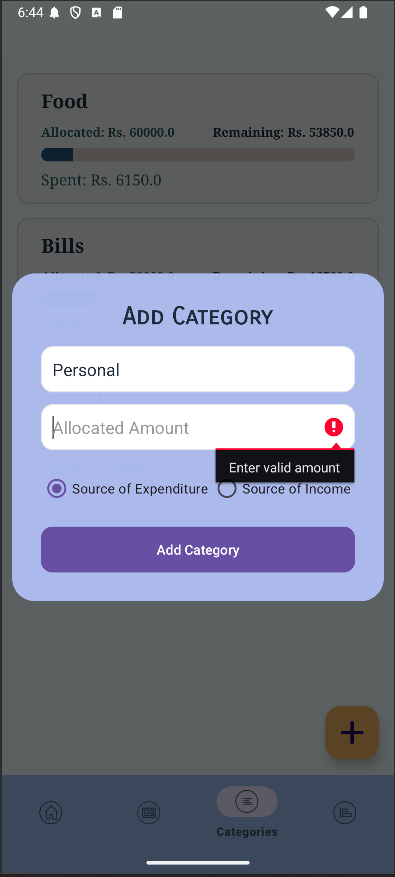 6:44
Food
Allocated: Rs. 60000.0 Remaining: Rs. 53850.0
Spent: Rs. 6150.0
Bills
Add Category
Personal
Allocated Amount
Enter valid amount
Source of Expenditure Source of Income
Add Category
Categories